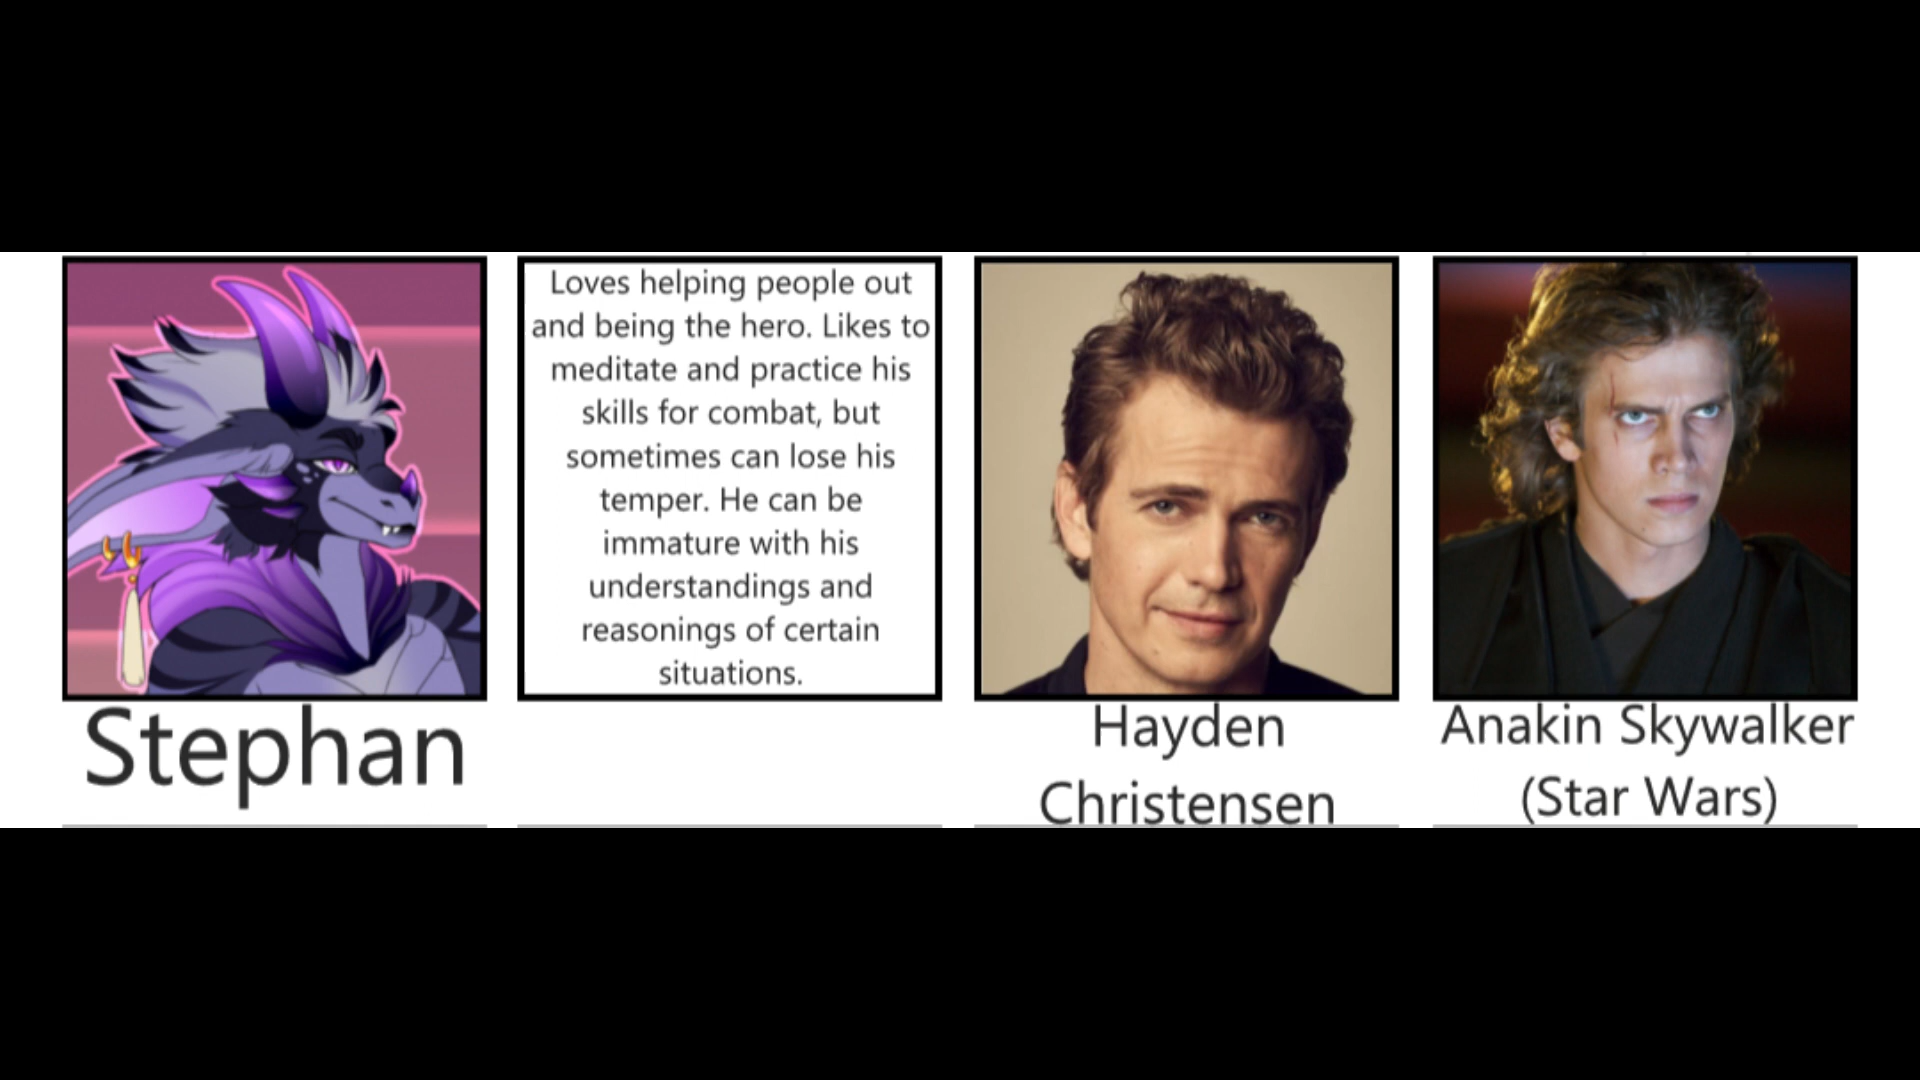 Stephan
Loves helping people out
and being the hero. Likes to
meditate and practice his
skills for combat, but
sometimes can lose his
temper. He can be
immature with his
understandings and
reasonings of certain
situations.
Hayden
Christensen
Anakin Skywalker
(Star Wars)